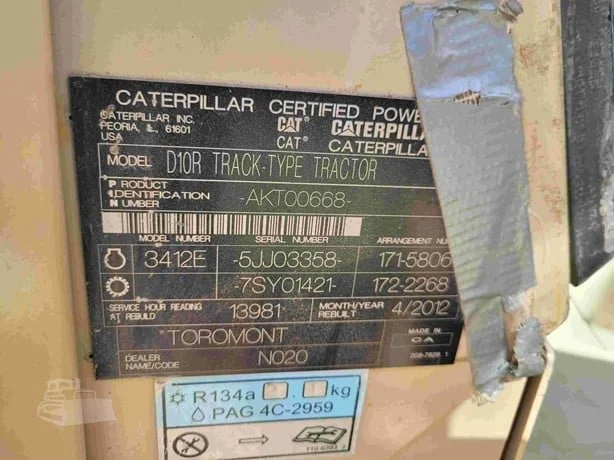 CATERPILLAR CERTIFIED POWE
CATERPILLAR INC.
PEORIA, IL 61601
USA
CAT CATERPILLA
CAT® CATERPILLA
MODEL D10R TRACK-TYPE TRACTOR
PRODUCT
IDENTIFICATION
NUMBER
-AKT00668-
MODEL NUMBER SERIAL NUMBER ARRANGEMENT NU
3412E -5JJ03358- 171-5806
-7SY01421- 172-2268
SERVICE HOUR READING
AT REBUILD
13981
MONTH/YEAR
REBUILT
4/2012
TOROMONT
MADE IN
CA
DEALER
NAME/CODE
N020
R134a . kg
PAG 4C-2959